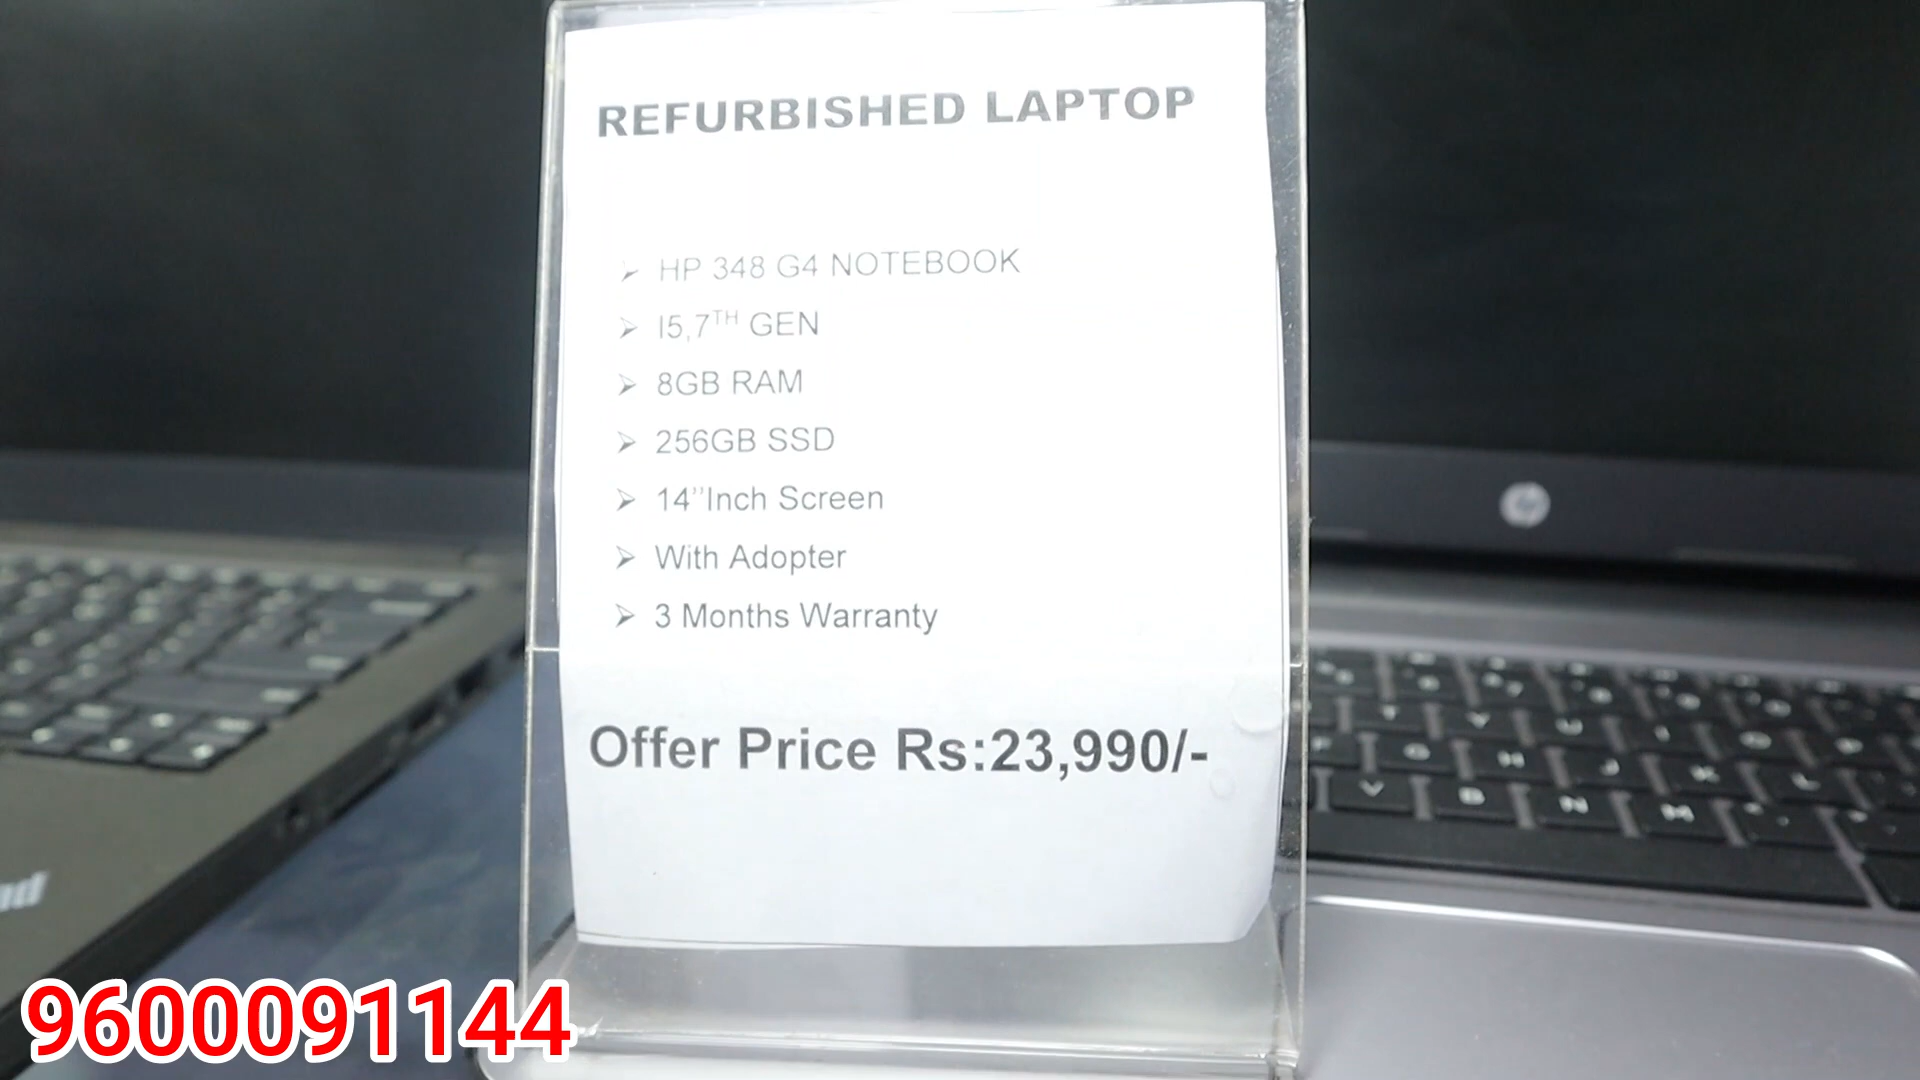 REFURBISHED LAPTOP
HP 348 G4 NOTEBOOK
I5,7TH GEN
8GB RAM
256GB SSD
14''Inch Screen
With Adopter
3 Months Warranty
Offer Price Rs:23,990/-
9600091144